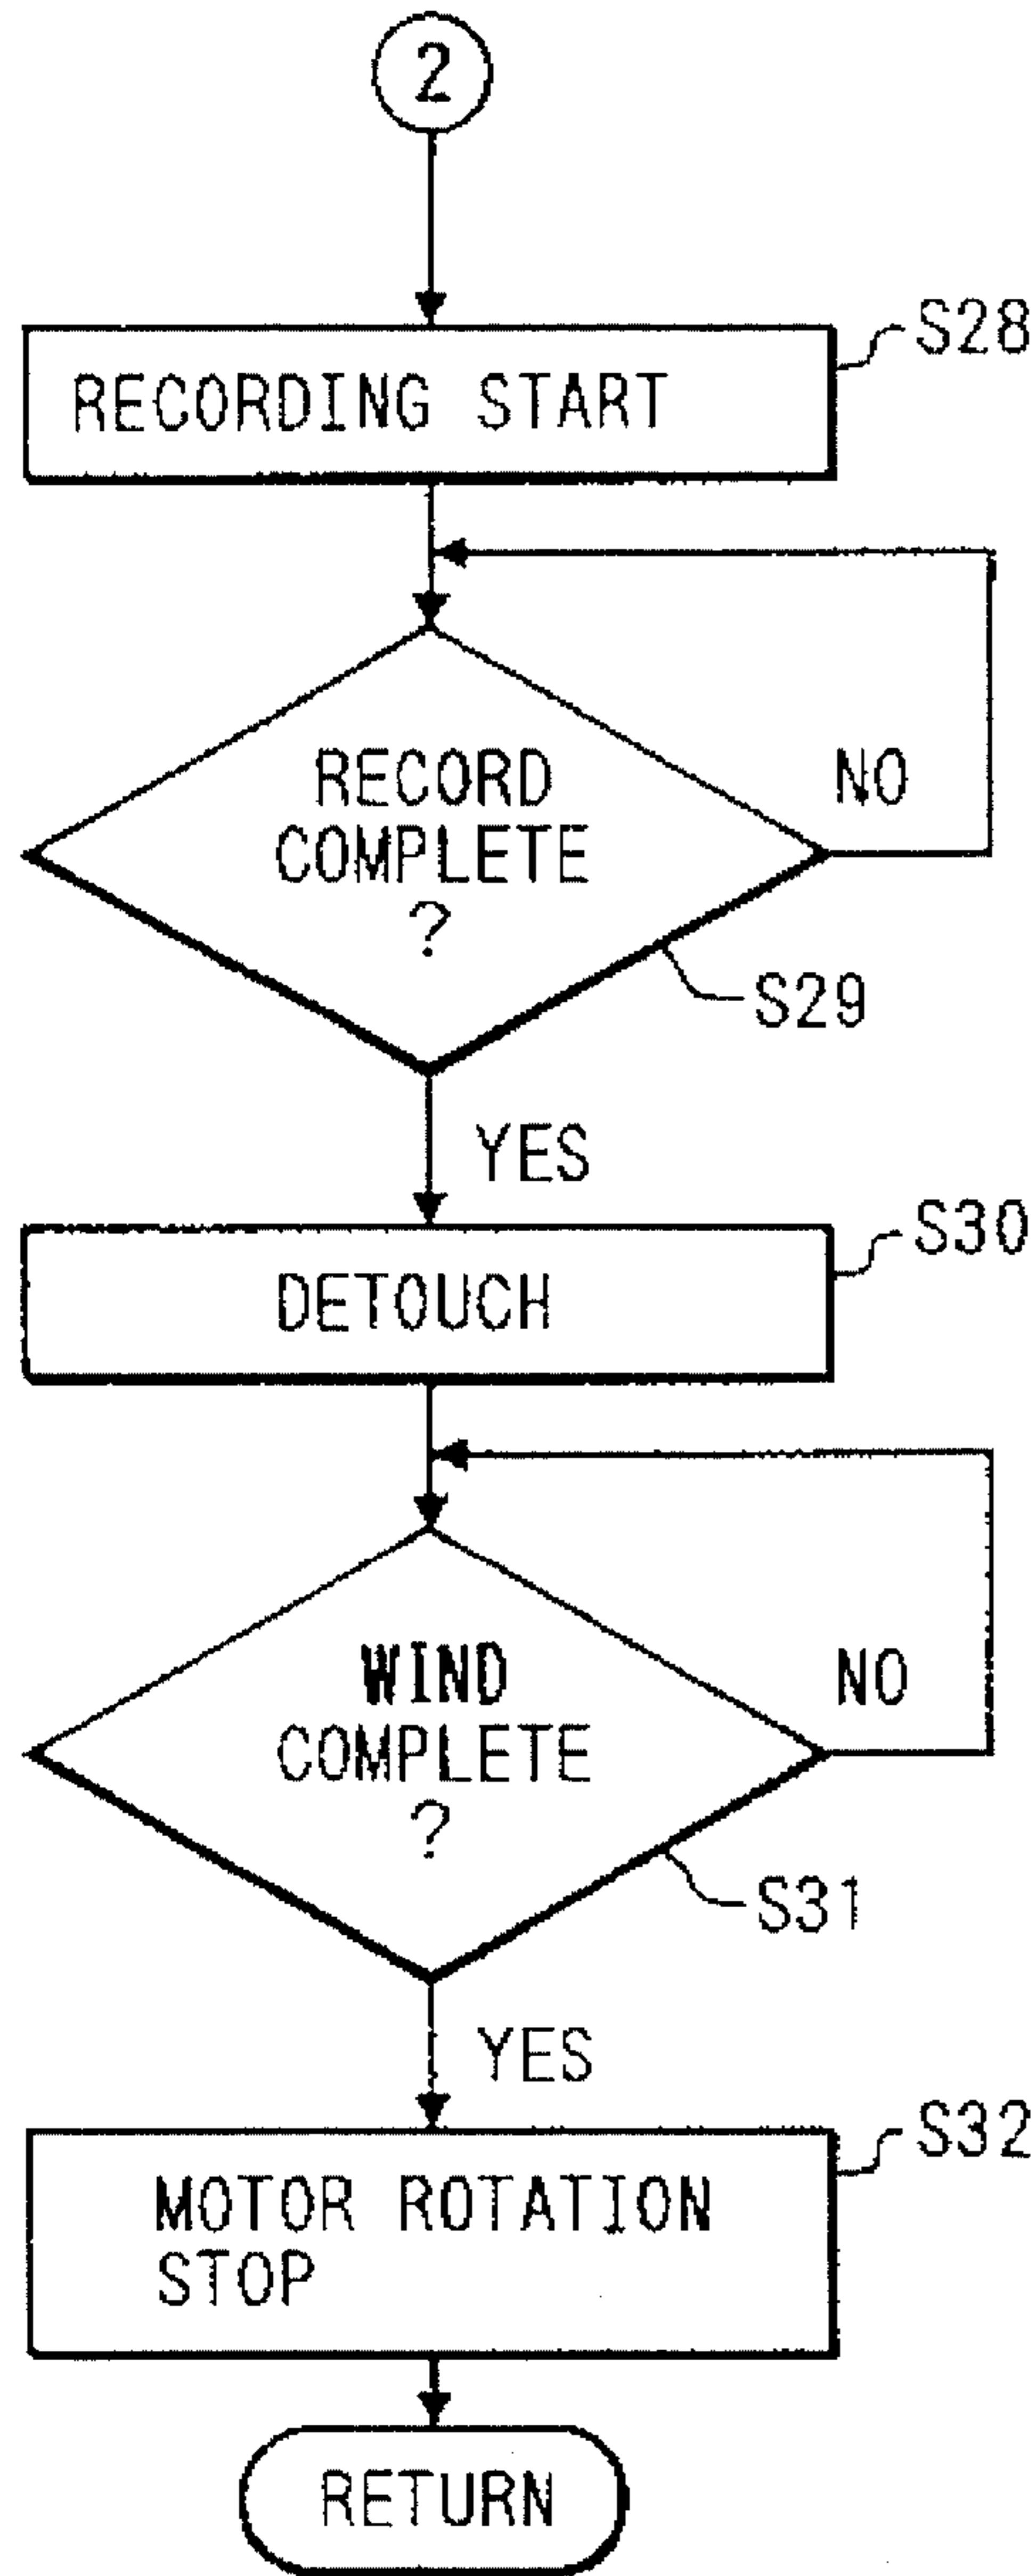 2
S28
RECORDING START
RECORD
COMPLETE
?
NO
S29
YES
S30
DETOUCH
WIND
COMPLETE
?
NO
S31
YES
S32
MOTOR ROTATION
STOP
RETURN